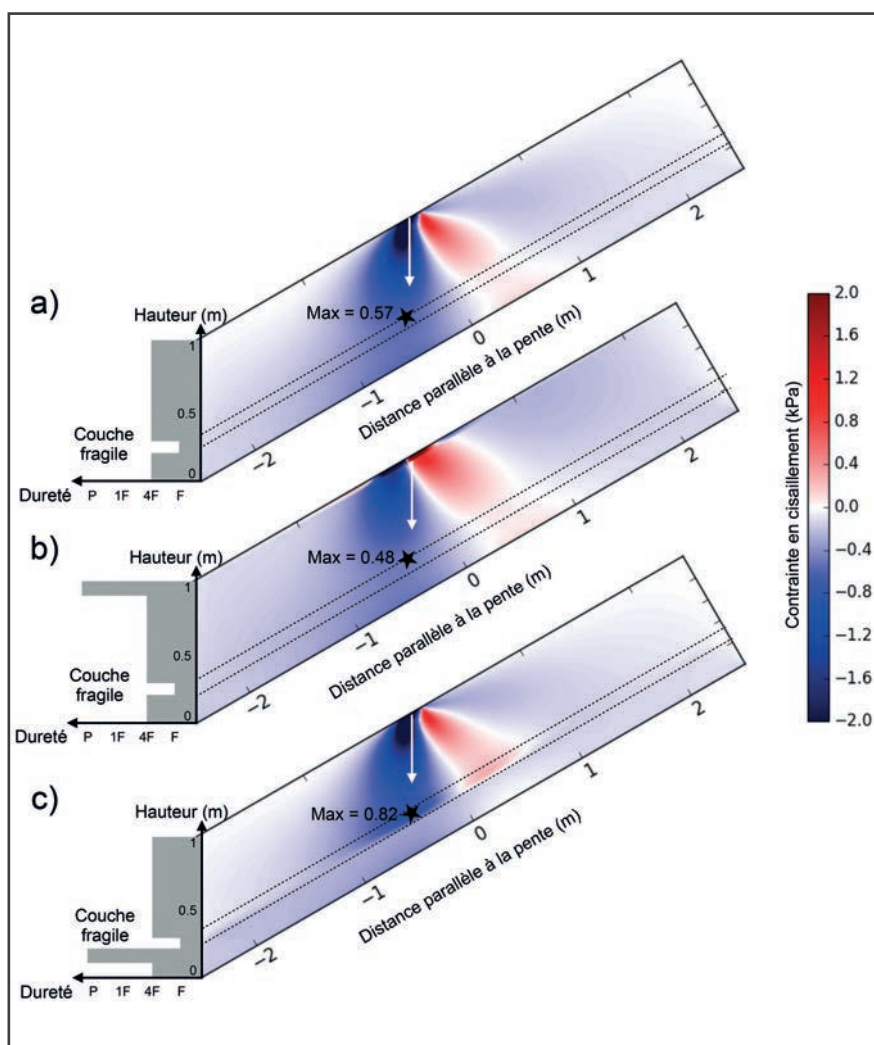 a)
Hauteur (m)
1
0.5
0
Couche
fragile
Dureté P 1F 4F F
Max = 0.57
−2 −1 0 1 2
Distance parallèle à la pente (m)
b)
Hauteur (m)
1
0.5
0
Couche
fragile
Dureté P 1F 4F F
Max = 0.48
−2 −1 0 1 2
Distance parallèle à la pente (m)
c)
Hauteur (m)
1
0.5
0
Couche
fragile
Dureté P 1F 4F F
Max = 0.82
−2 −1 0 1 2
Distance parallèle à la pente (m)
2.0
1.6
1.2
0.8
0.4
0.0
−0.4
−0.8
−1.2
−1.6
−2.0
Contrainte en cisaillement (kPa)